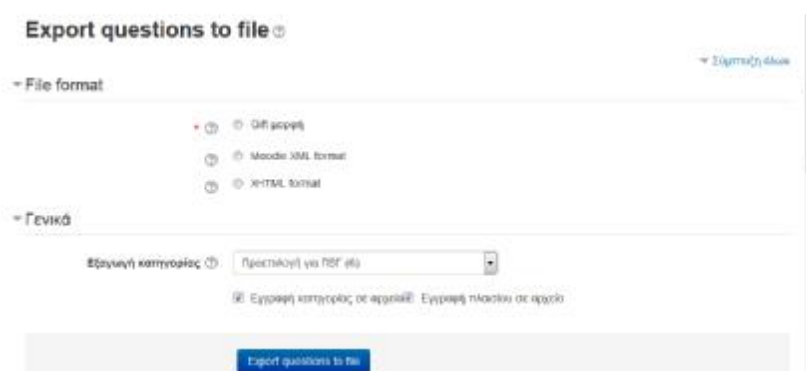 Export questions to file
Σύμπτυξη όλων
File format
Gift μορφή
Moodle XML format
XHTML format
Γενικά
Εξαγωγή κατηγορίας
Προεπιλογή για
Εγγραφή κατηγορίας σε αρχείο Εγγραφή πλαισίου σε αρχείο
Export questions to file